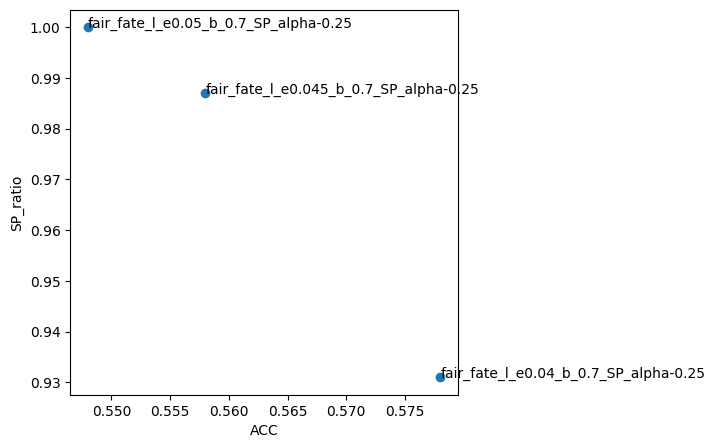 1.00
0.99
0.98
0.97
0.96
0.95
0.94
0.93
SP_ratio
fair_fate_l_e0.05_b_0.7_SP_alpha-0.25
fair_fate_l_e0.045_b_0.7_SP_alpha-0.25
fair_fate_l_e0.04_b_0.7_SP_alpha-0.25
0.550 0.555 0.560 0.565 0.570 0.575
ACC